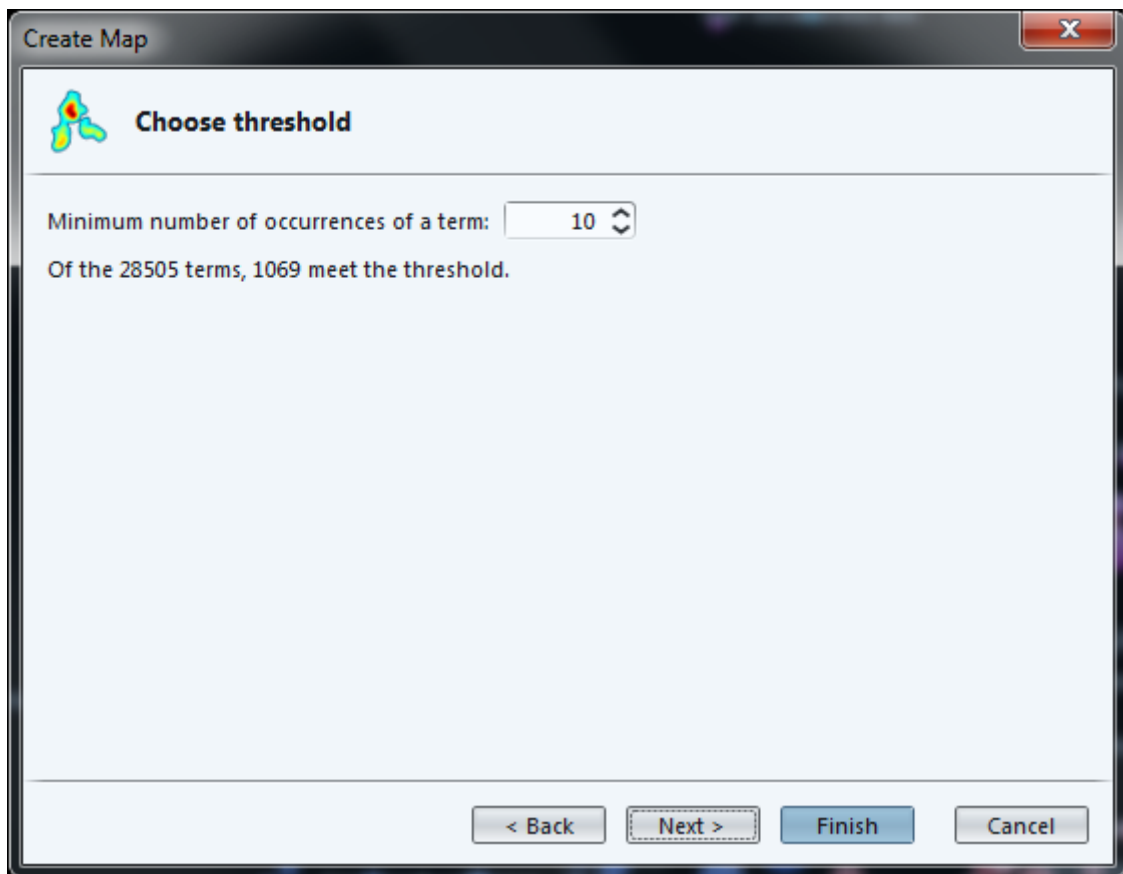 Create Map
Choose threshold
Minimum number of occurrences of a term: 10
Of the 28505 terms, 1069 meet the threshold.
< Back Next > Finish Cancel